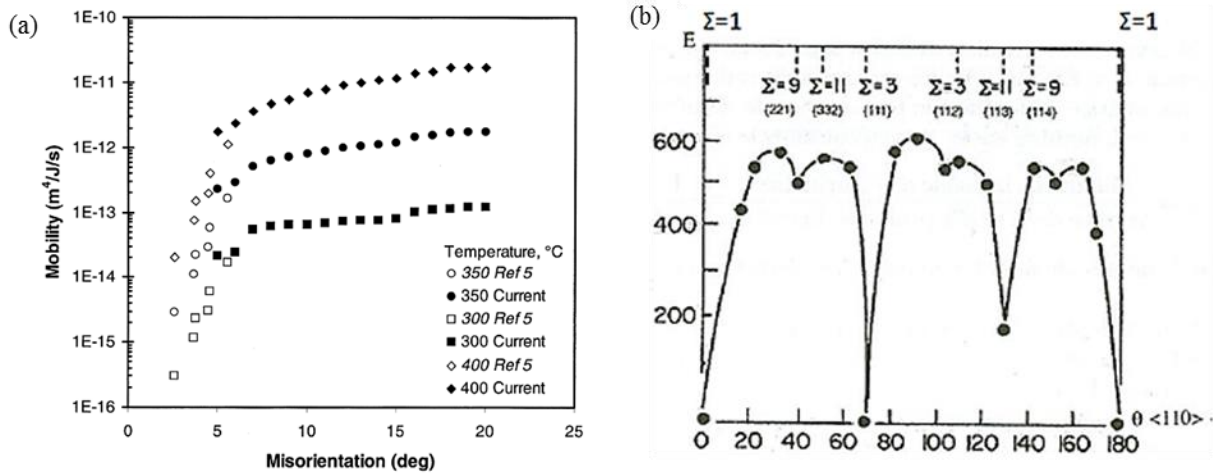 (a)
1E-10
1E-11
1E-12
1E-13
1E-14
1E-15
1E-16
Mobility (m⁴/J/s)
Temperature, °C
350 Ref 5
350 Current
300 Ref 5
300 Current
400 Ref 5
400 Current
0 5 10 15 20 25
Misorientation (deg)
(b)
Σ=1 Σ=1
E
Σ=9 Σ=11 Σ=3 Σ=3 Σ=11 Σ=9
{221} {332} {111} {112} {113} {114}
600
500
400
200
θ <110>
0 20 40 60 80 100 120 140 160 180